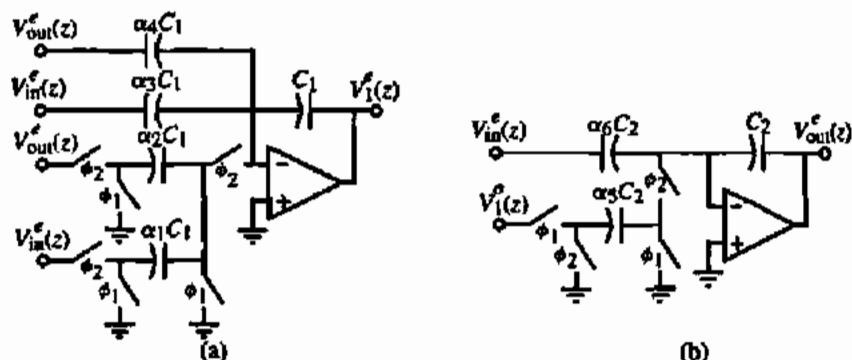 V^e_out(z) α4C1
V^e_in(z) α3C1 C1 V^e_1(z)
V^e_out(z) α2C1
ϕ2 ϕ2
ϕ1
− +
V^e_in(z) α1C1
ϕ2
ϕ1 ϕ1
(a)
V^e_in(z) α6C2 C2 V^e_out(z)
ϕ2
V^e_1(z) α5C2
ϕ1 ϕ2 ϕ1
− +
(b)